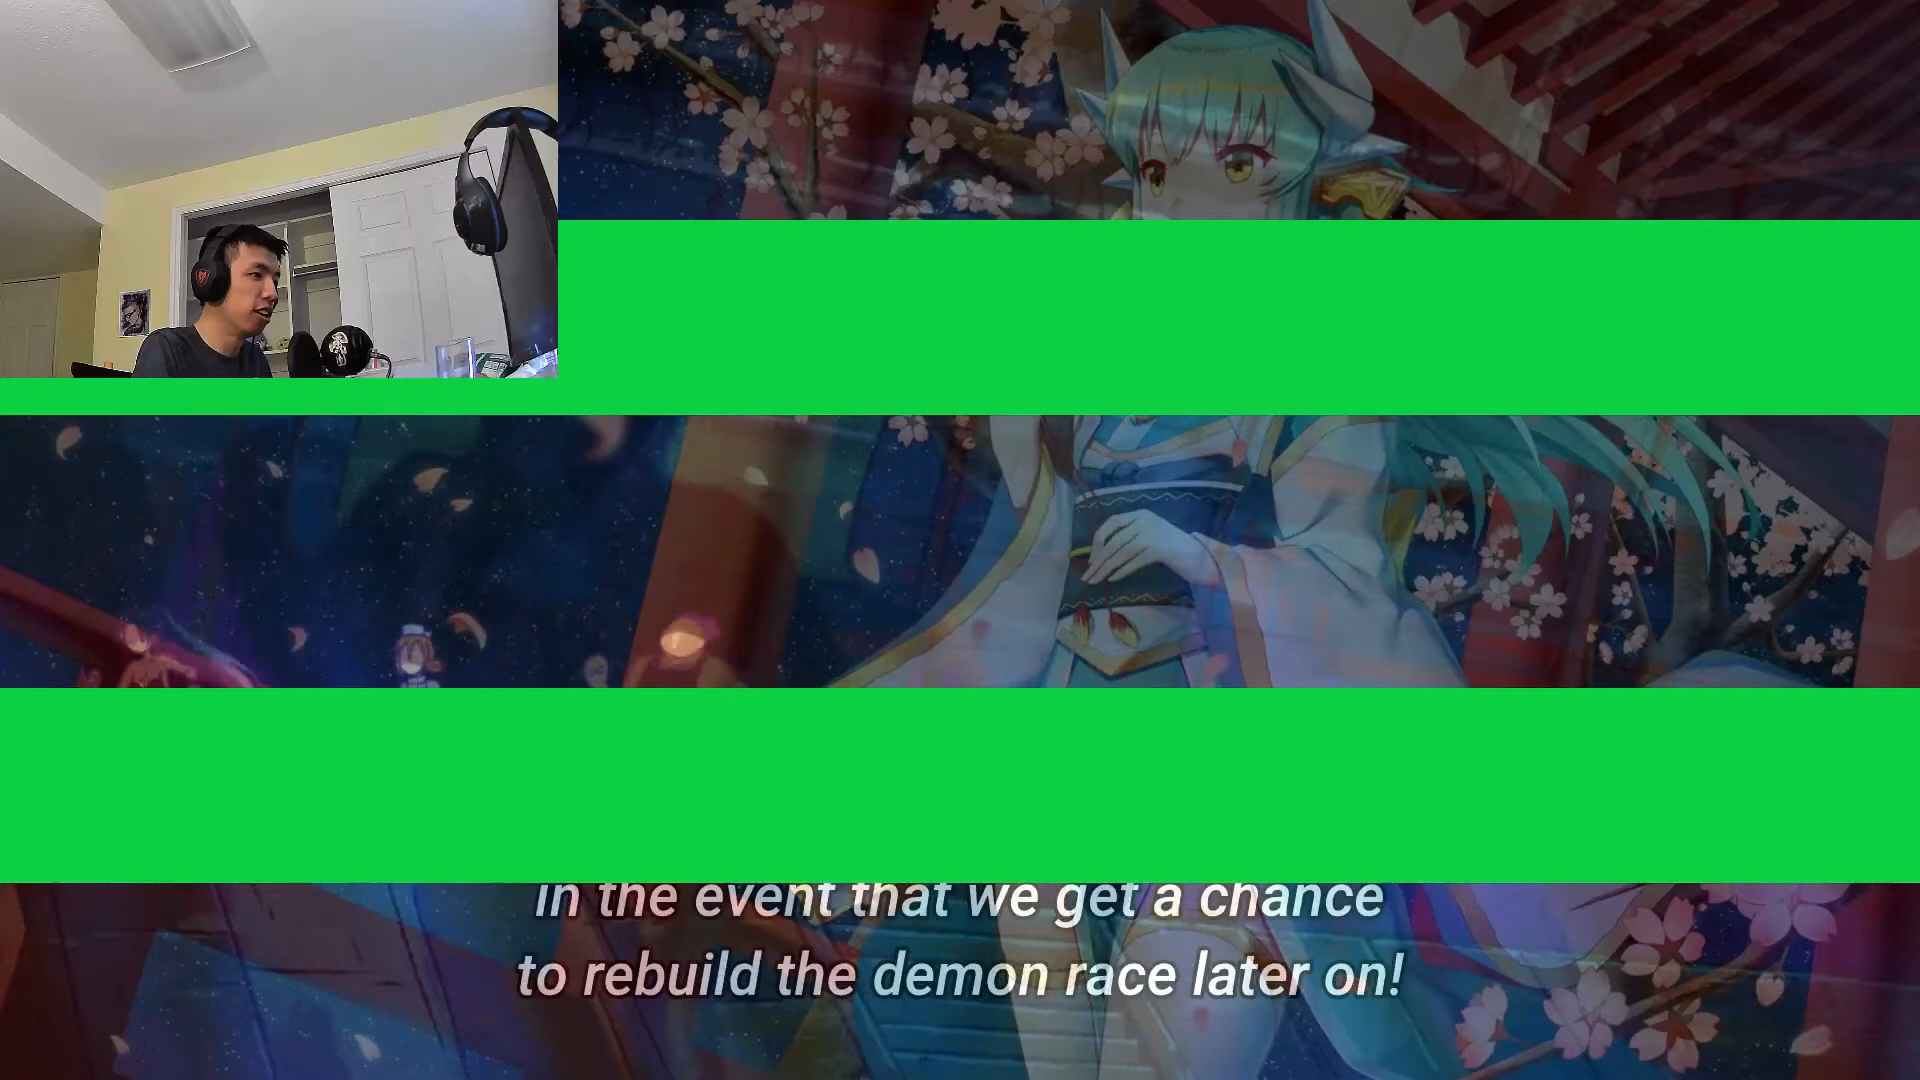 in the event that we get a chance
to rebuild the demon race later on!